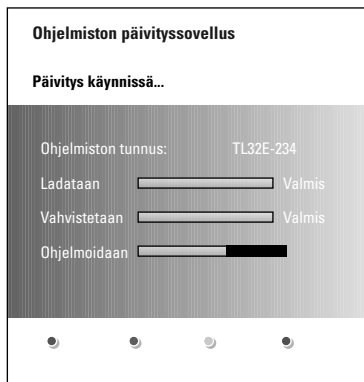 Ohjelmiston päivityssovellus
Päivitys käynnissä...
Ohjelmiston tunnus: TL32E-234
Ladataan Valmis
Vahvistetaan Valmis
Ohjelmoidaan